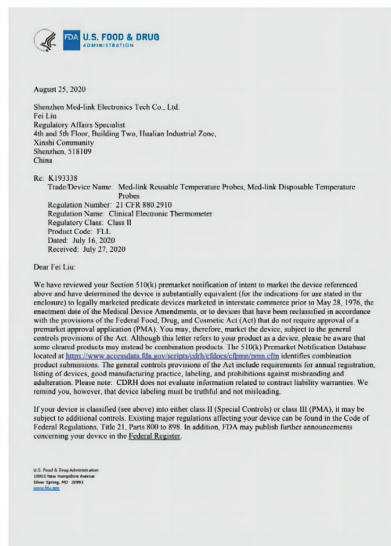 FDA U.S. FOOD & DRUG
ADMINISTRATION
August 25, 2020
Shenzhen Med-link Electronics Tech Co., Ltd.
Fei Liu
Regulatory Affairs Specialist
4th and 5th Floor, Building Two, Hualian Industrial Zone,
Xinshi Community
Shenzhen, 518109
China
Re: K193338
Trade/Device Name: Med-link Reusable Temperature Probes, Med-link Disposable Temperature
Probes
Regulation Number: 21 CFR 880.2910
Regulation Name: Clinical Electronic Thermometer
Regulatory Class: Class II
Product Code: FLL
Dated: July 16, 2020
Received: July 27, 2020
Dear Fei Liu:
We have reviewed your Section 510(k) premarket notification of intent to market the device referenced
above and have determined the device is substantially equivalent (for the indications for use stated in the
enclosure) to legally marketed predicate devices marketed in interstate commerce prior to May 28, 1976, the
enactment date of the Medical Device Amendments, or to devices that have been reclassified in accordance
with the provisions of the Federal Food, Drug, and Cosmetic Act (Act) that do not require approval of a
premarket approval application (PMA). You may, therefore, market the device, subject to the general
controls provisions of the Act. Although this letter refers to your product as a device, please be aware that
some cleared products may instead be combination products. The 510(k) Premarket Notification Database
located at https://www.accessdata.fda.gov/scripts/cdrh/cfdocs/cfpmn/pmn.cfm identifies combination
product submissions. The general controls provisions of the Act include requirements for annual registration,
listing of devices, good manufacturing practice, labeling, and prohibitions against misbranding and
adulteration. Please note: CDRH does not evaluate information related to contract liability warranties. We
remind you, however, that device labeling must be truthful and not misleading.
If your device is classified (see above) into either class II (Special Controls) or class III (PMA), it may be
subject to additional controls. Existing major regulations affecting your device can be found in the Code of
Federal Regulations, Title 21, Parts 800 to 898. In addition, FDA may publish further announcements
concerning your device in the Federal Register.
U.S. Food & Drug Administration
10903 New Hampshire Avenue
Silver Spring, MD 20993
www.fda.gov